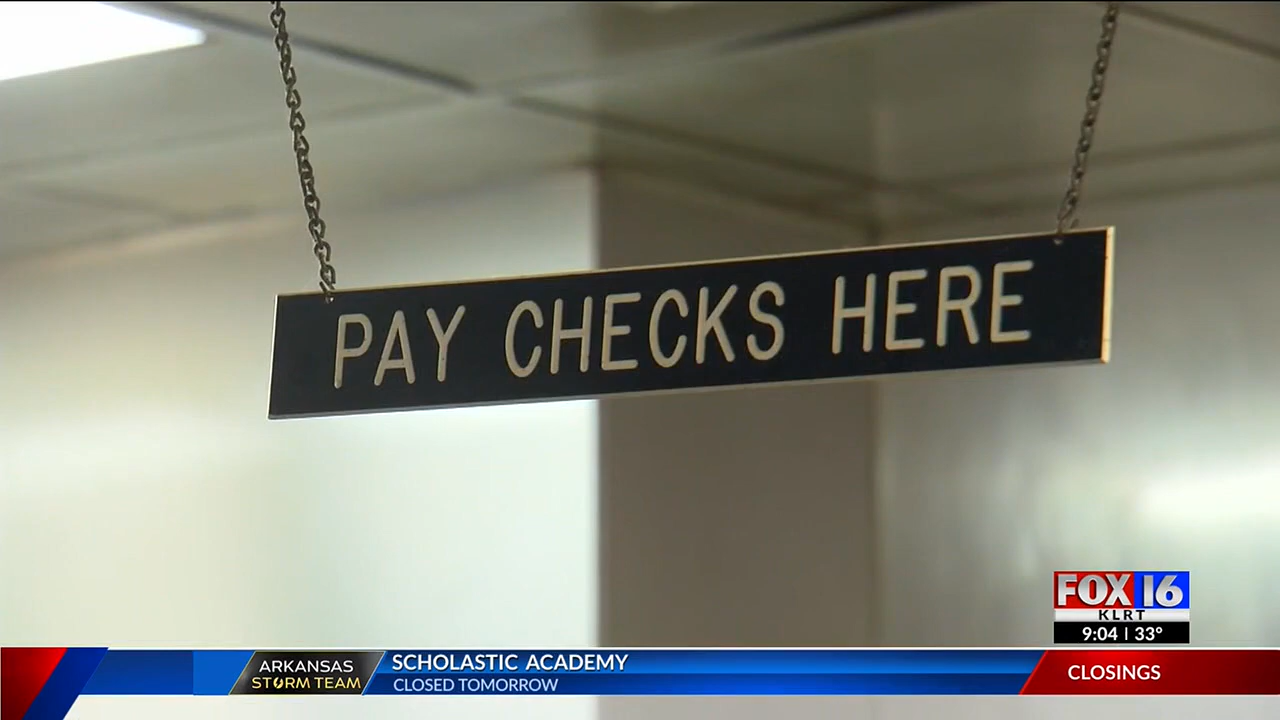 PAY CHECKS HERE
FOX 16
KLRT
9:04 | 33°
ARKANSAS
STORM TEAM
SCHOLASTIC ACADEMY
CLOSED TOMORROW
CLOSINGS